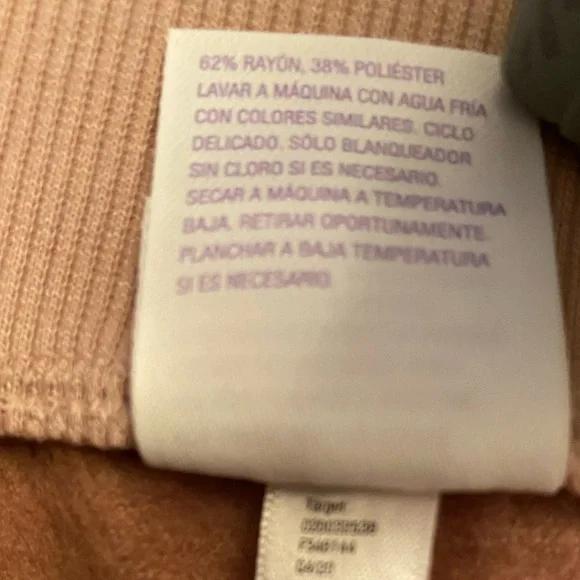 62% RAYÓN, 38% POLIÉSTER
LAVAR A MÁQUINA CON AGUA FRÍA
CON COLORES SIMILARES. CICLO
DELICADO. SÓLO BLANQUEADOR
SIN CLORO SI ES NECESARIO.
SECAR A MÁQUINA A TEMPERATURA
BAJA. RETIRAR OPORTUNAMENTE.
PLANCHAR A BAJA TEMPERATURA
SI ES NECESARIO.
Target